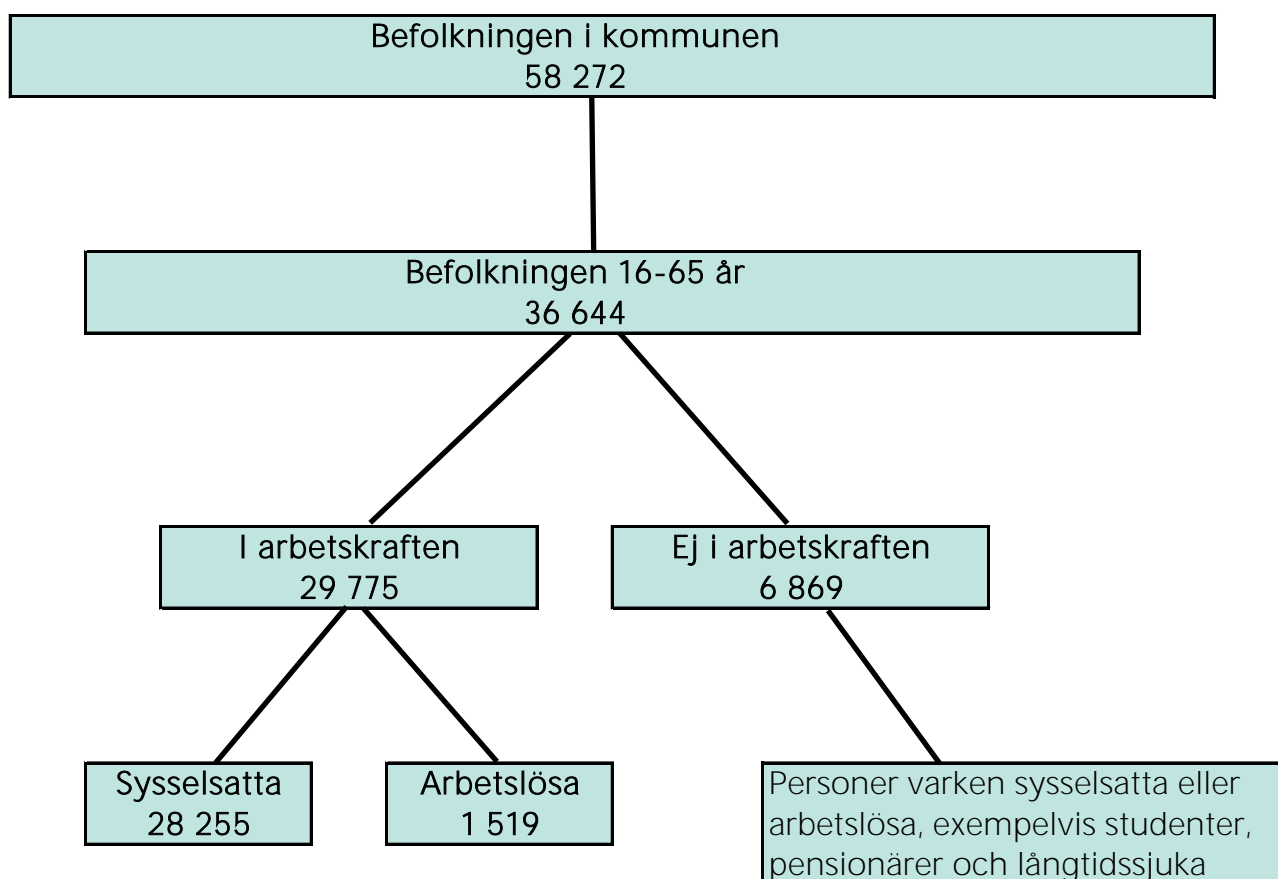 Befolkningen i kommunen
58 272
Befolkningen 16-65 år
36 644
I arbetskraften
29 775
Ej i arbetskraften
6 869
Sysselsatta
28 255
Arbetslösa
1 519
Personer varken sysselsatta eller
arbetslösa, exempelvis studenter,
pensionärer och långtidssjuka